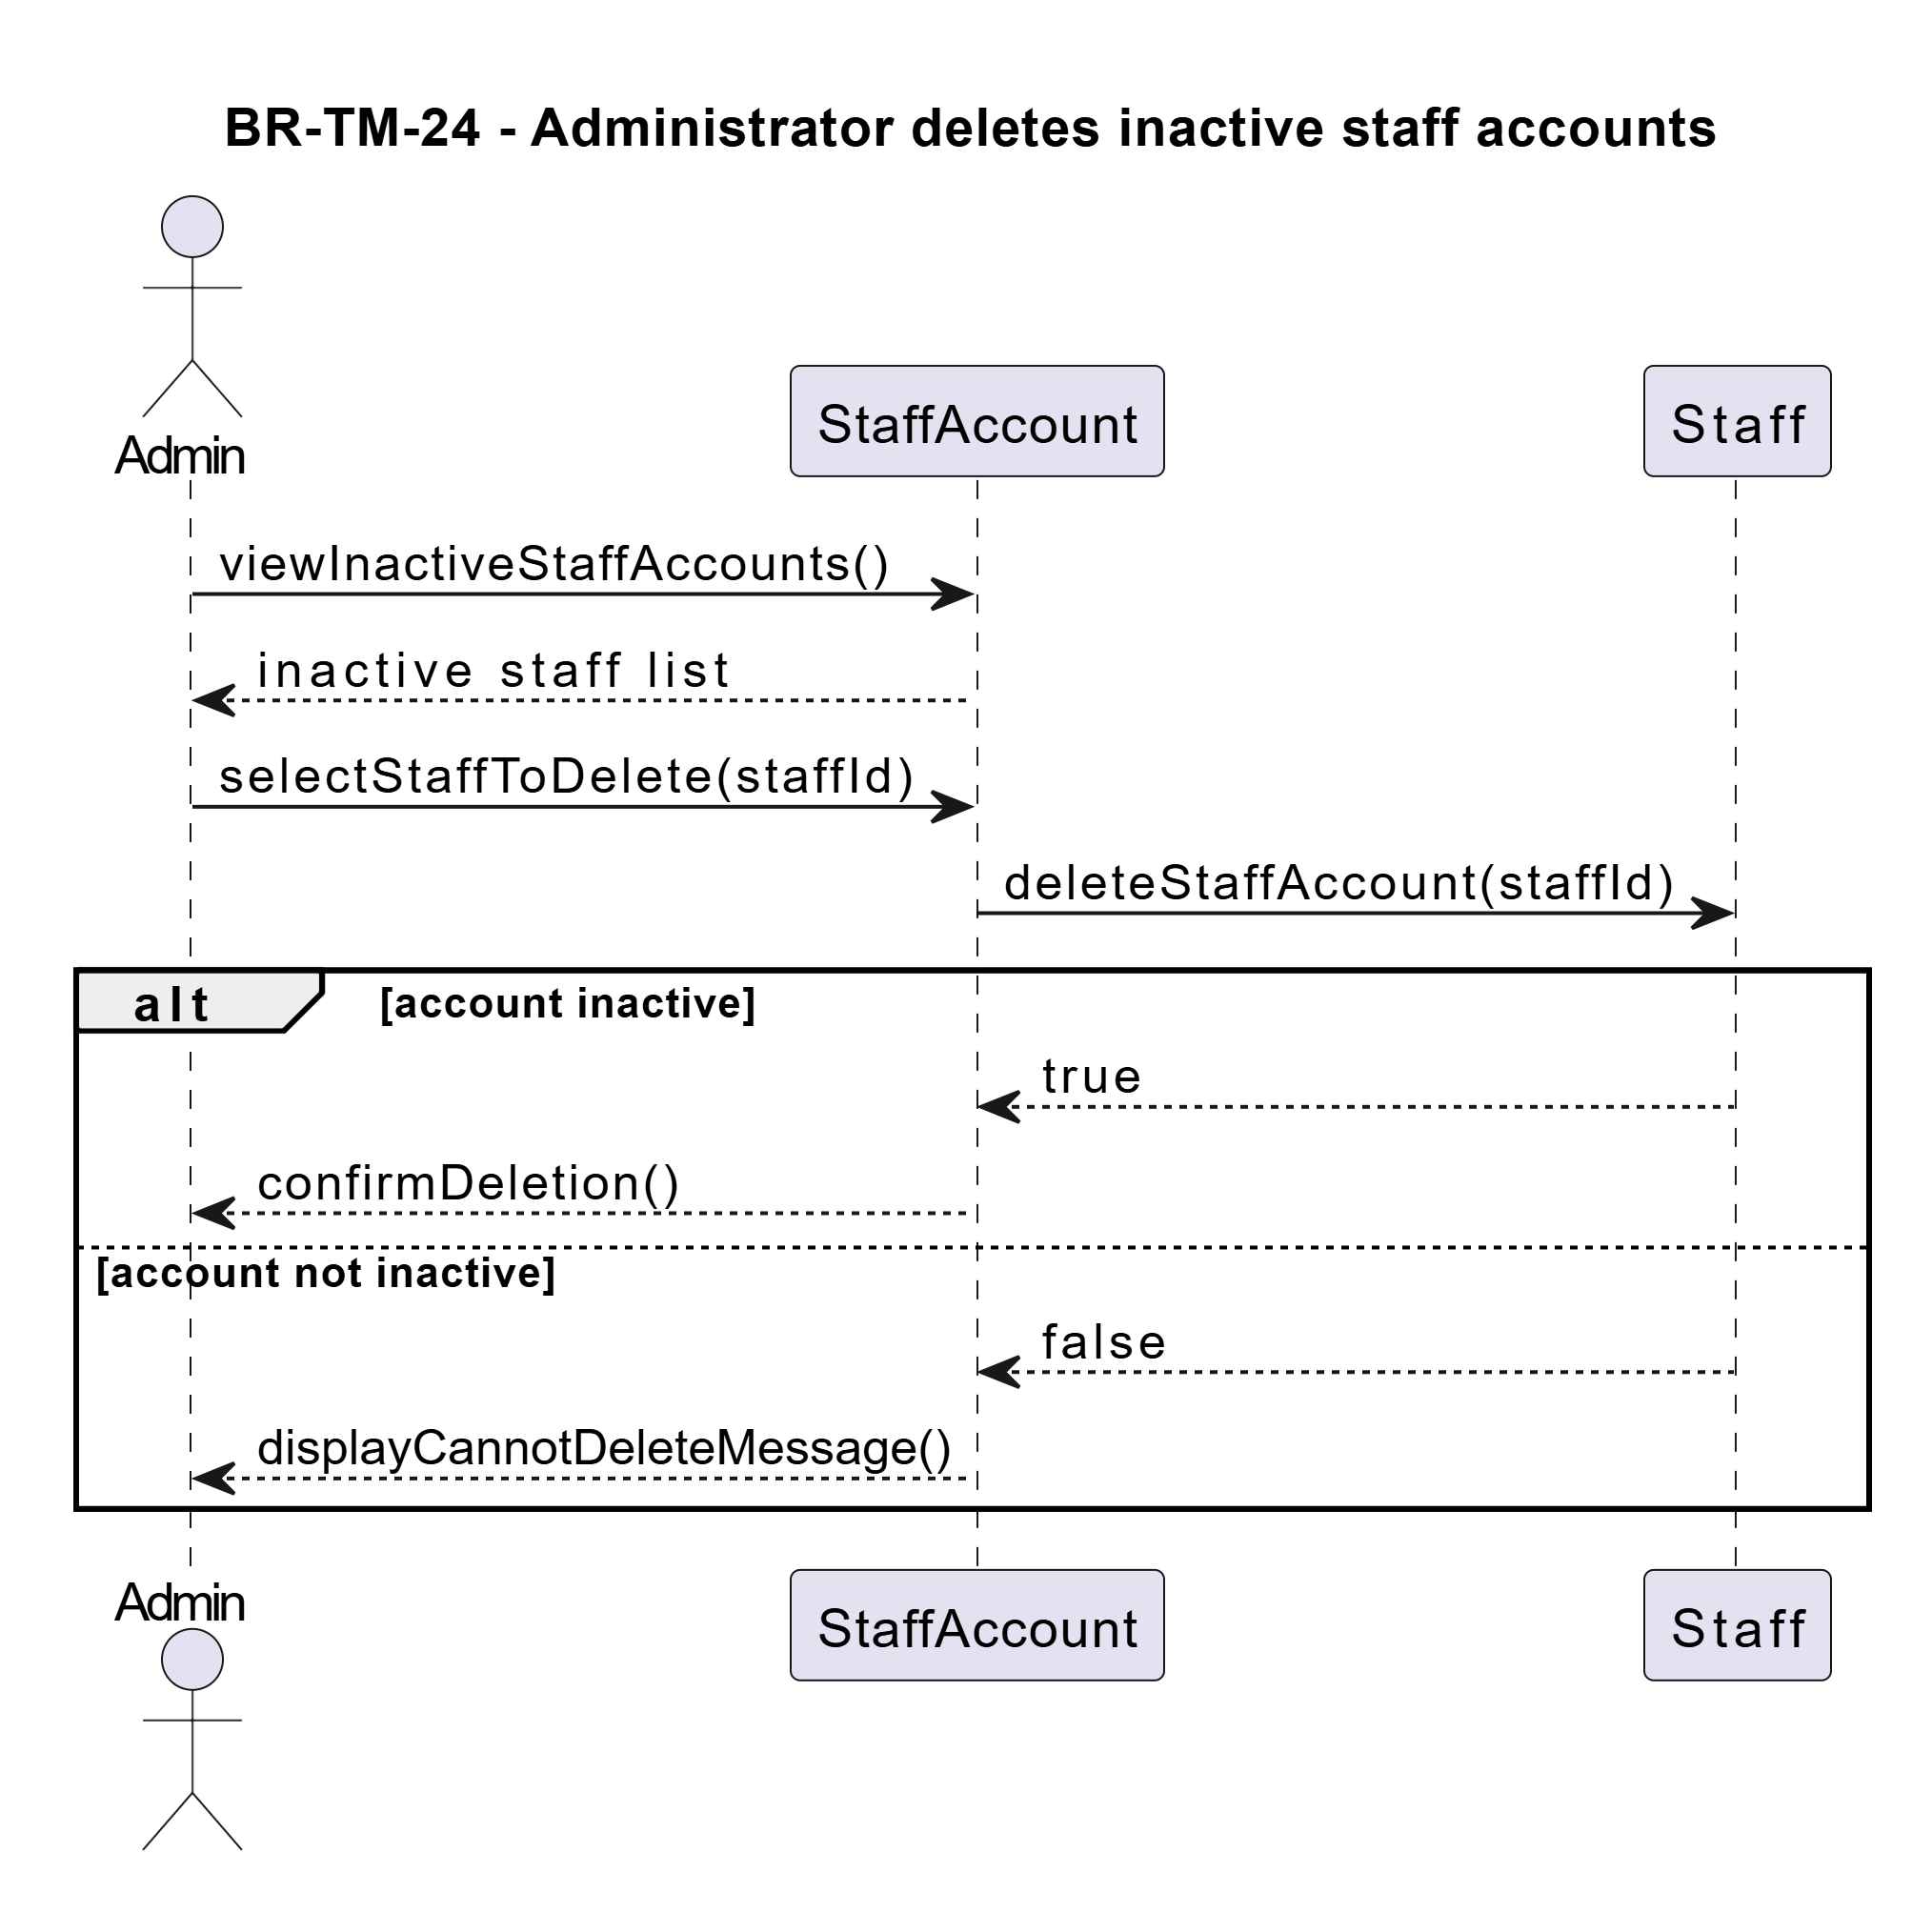 BR-TM-24 - Administrator deletes inactive staff accounts
Admin
StaffAccount
Staff
viewInactiveStaffAccounts()
inactive staff list
selectStaffToDelete(staffId)
deleteStaffAccount(staffId)
alt [account inactive]
true
confirmDeletion()
[account not inactive]
false
displayCannotDeleteMessage()
Admin
StaffAccount
Staff